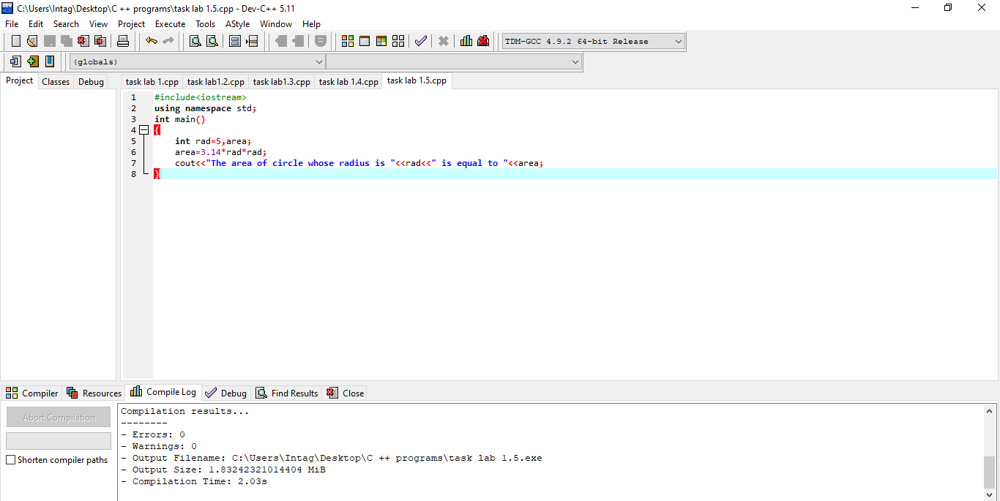 C:\Users\Intag\Desktop\C ++ programs\task lab 1.5.cpp - Dev-C++ 5.11
File Edit Search View Project Execute Tools AStyle Window Help
TDM-GCC 4.9.2 64-bit Release
(globals)
Project Classes Debug
task lab 1.cpp task lab1.2.cpp task lab1.3.cpp task lab 1.4.cpp task lab 1.5.cpp
1 #include<iostream>
2 using namespace std;
3 int main()
4 {
5 int rad=5,area;
6 area=3.14*rad*rad;
7 cout<<"The area of circle whose radius is "<<rad<<" is equal to "<<area;
8 }
Compiler Resources Compile Log Debug Find Results Close
Abort Compilation
Shorten compiler paths
Compilation results...
--------
- Errors: 0
- Warnings: 0
- Output Filename: C:\Users\Intag\Desktop\C ++ programs\task lab 1.5.exe
- Output Size: 1.83242321014404 MiB
- Compilation Time: 2.03s